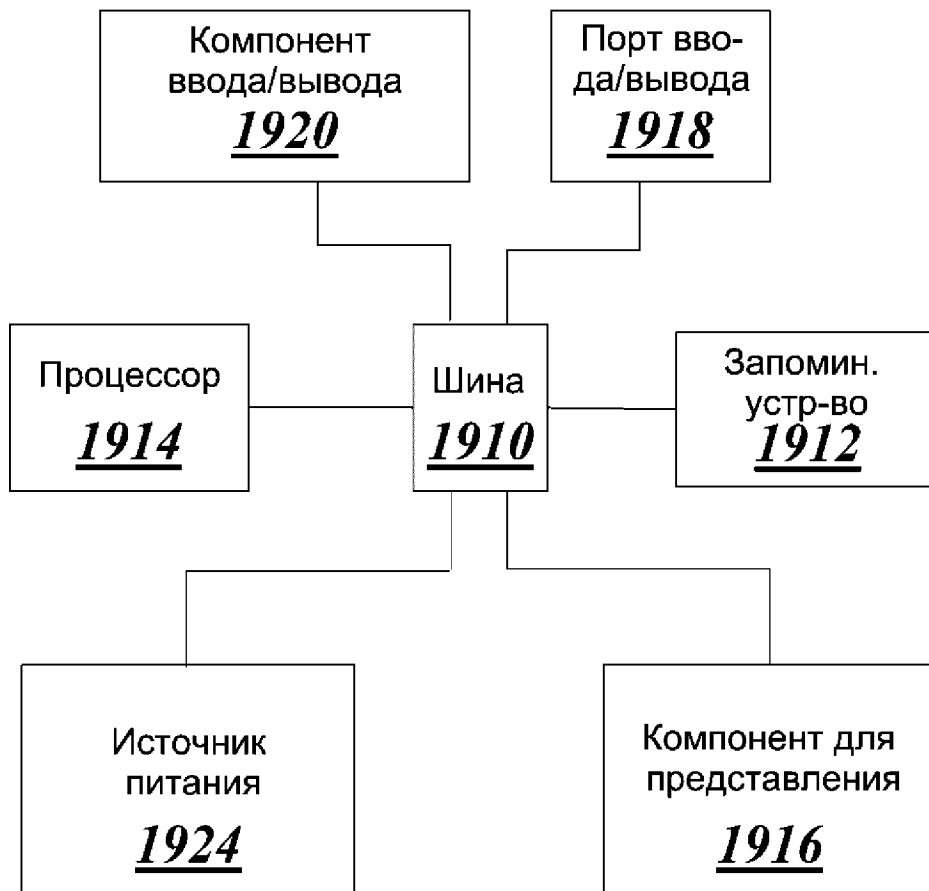 Компонент
ввода/вывода
1920
Порт вво-
да/вывода
1918
Процессор
1914
Шина
1910
Запомин.
устр-во
1912
Источник
питания
1924
Компонент для
представления
1916